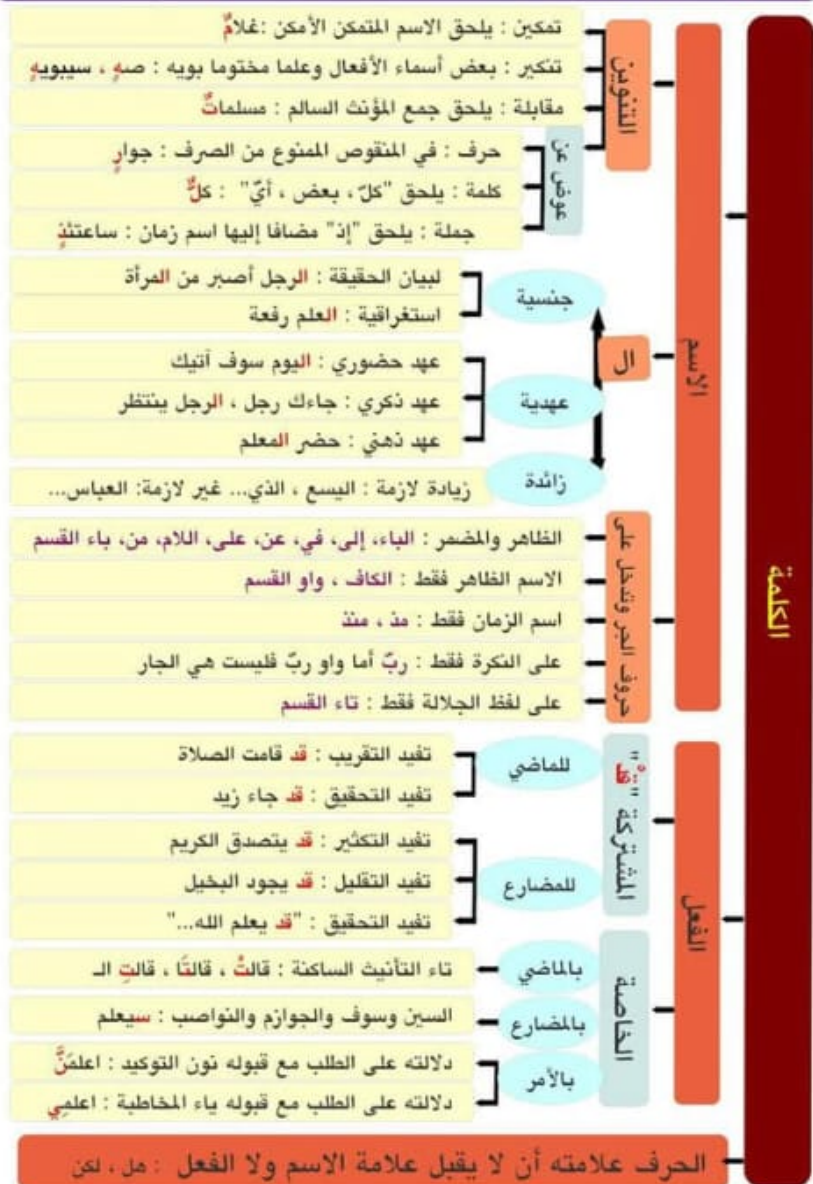 الكلمة
الاسم
التنوين
تمكين : يلحق الاسم المتمكن الأمكن :غلامٌ
تنكير : بعض أسماء الأفعال وعلما مختوما بويه : صهٍ ، سيبويهٍ
مقابلة : يلحق جمع المؤنث السالم : مسلماتٌ
عوض عن
حرف : في المنقوص الممنوع من الصرف : جوارٍ
كلمة : يلحق "كلّ، بعض ، أيّ" : كلٌّ
جملة : يلحق "إذ" مضافا إليها اسم زمان : ساعتئذٍ
ال
جنسية
لبيان الحقيقة : الرجل أصبر من المرأة
استغراقية : العلم رفعة
عهدية
عهد حضوري : اليوم سوف آتيك
عهد ذكري : جاءك رجل ، الرجل ينتظر
عهد ذهني : حضر المعلم
زائدة
زيادة لازمة : اليسع ، الذي... غير لازمة: العباس...
حروف الجر وتدخل على
الظاهر والمضمر : الباء، إلى، في، عن، على، اللام، من، باء القسم
الاسم الظاهر فقط : الكاف ، واو القسم
اسم الزمان فقط : مذ ، منذ
على النكرة فقط : ربّ أما واو ربّ فليست هي الجار
على لفظ الجلالة فقط : تاء القسم
الفعل
المشتركة "قدْ"
للماضي
تفيد التقريب : قد قامت الصلاة
تفيد التحقيق : قد جاء زيد
للمضارع
تفيد التكثير : قد يتصدق الكريم
تفيد التقليل : قد يجود البخيل
تفيد التحقيق : "قد يعلم الله..."
الخاصة
بالماضي
تاء التأنيث الساكنة : قالتْ ، قالتَا ، قالتِ الـ
بالمضارع
السين وسوف والجوازم والنواصب : سيعلم
بالأمر
دلالته على الطلب مع قبوله نون التوكيد : اعلمَنَّ
دلالته على الطلب مع قبوله ياء المخاطبة : اعلمِي
الحرف علامته أن لا يقبل علامة الاسم ولا الفعل : هل ، لكن